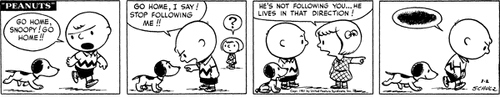 "PEANUTS"
GO HOME,
SNOOPY! GO
HOME!!
GO HOME, I SAY!
STOP FOLLOWING
ME!!
?
HE'S NOT FOLLOWING YOU...HE
LIVES IN THAT DIRECTION!
SCHULZ